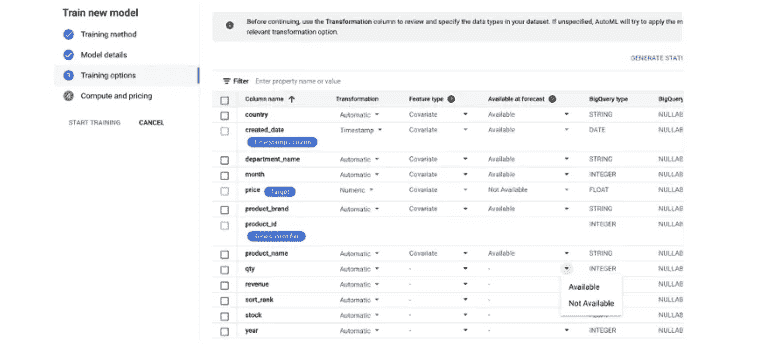 Train new model
Training method
Model details
Training options
Compute and pricing
START TRAINING CANCEL
Before continuing, use the Transformation column to review and specify the data types in your dataset. If unspecified, AutoML will try to apply the m
relevant transformation option.
GENERATE STATI
Filter Enter property name or value
Column name Transformation Feature type Available at forecast BigQuery type BigQuery
country Automatic Covariate Available STRING NULLAB
created_date Timestamp Covariate Available DATE NULLAB
Timestamp column
department_name Automatic Covariate Available STRING NULLAB
month Automatic Covariate Available INTEGER NULLAB
price Target Numeric Covariate Not Available FLOAT NULLAB
product_brand Automatic Covariate Available STRING NULLAB
product_id INTEGER NULLAB
Series identifier
product_name Automatic Covariate Available STRING NULLAB
qty Automatic - - INTEGER NULLAB
revenue Automatic - - NULLAB
sort_rank Automatic - - NULLAB
stock Automatic - - NULLAB
year Automatic - - INTEGER NULLAB
Available
Not Available